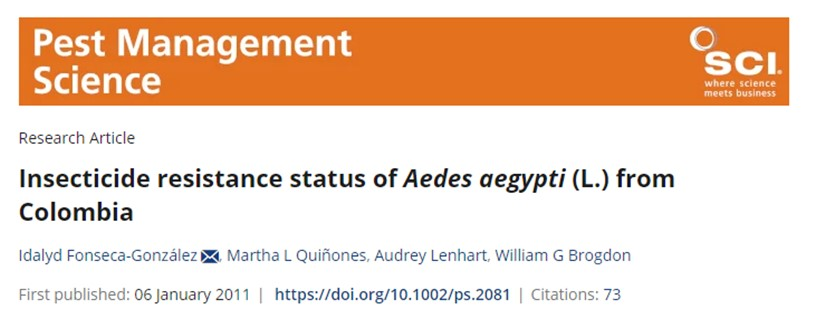 Pest Management
Science
SCI
where science
meets business
Research Article
Insecticide resistance status of Aedes aegypti (L.) from
Colombia
Idalyd Fonseca-González, Martha L Quiñones, Audrey Lenhart, William G Brogdon
First published: 06 January 2011 | https://doi.org/10.1002/ps.2081 | Citations: 73